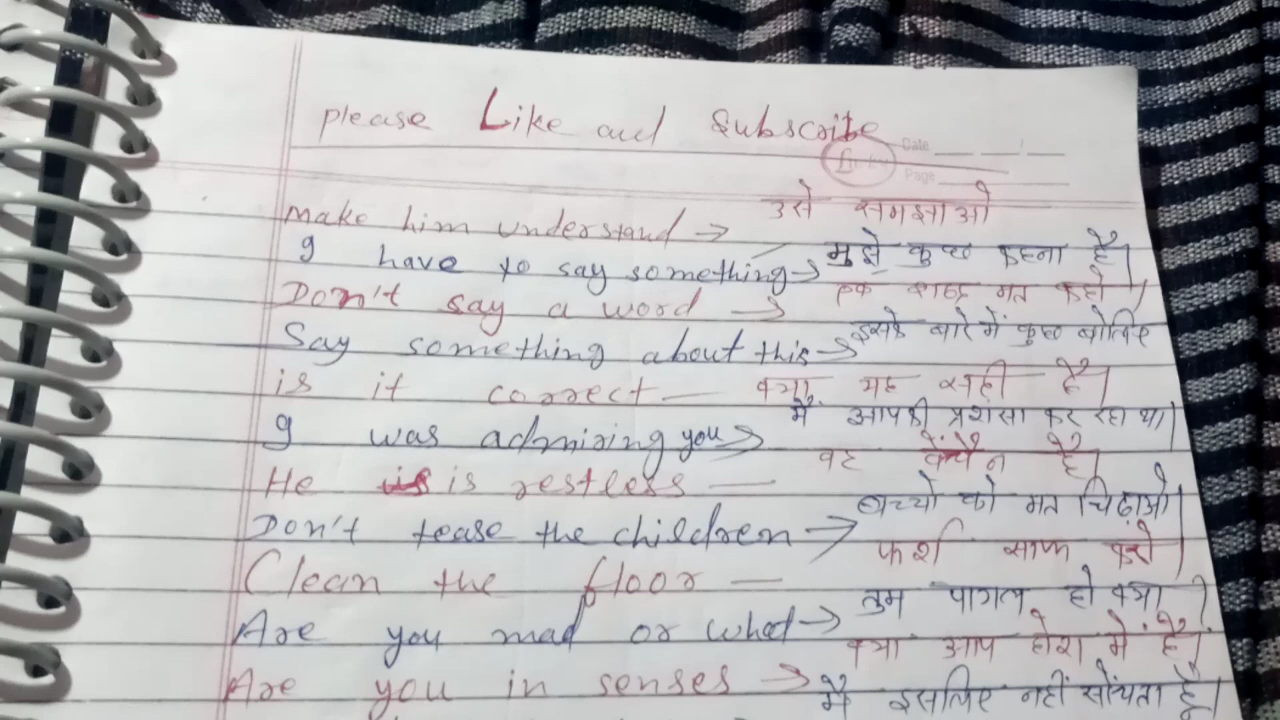 please Like and Subscribe
Date
Page
make him understand → उसे समझाओ
I have to say something → मुझे कुछ कहना है।
Don't say a word → एक शब्द मत कहो।
Say something about this → इसके बारे में कुछ बोलिए
is it correct — क्या यह सही है।
I was admiring you → मैं आपकी प्रशसा कर रहा था।
He is is restless — वह बेचैन है।
Don't tease the children → बच्चो को मत चिढ़ाओ।
Clean the floor — फर्श साफ करो।
Are you mad or what → तुम पागल हो क्या।
Are you in senses → क्या आप होश मे हैं।
मै इसलिए नहीं सोचता हूँ।